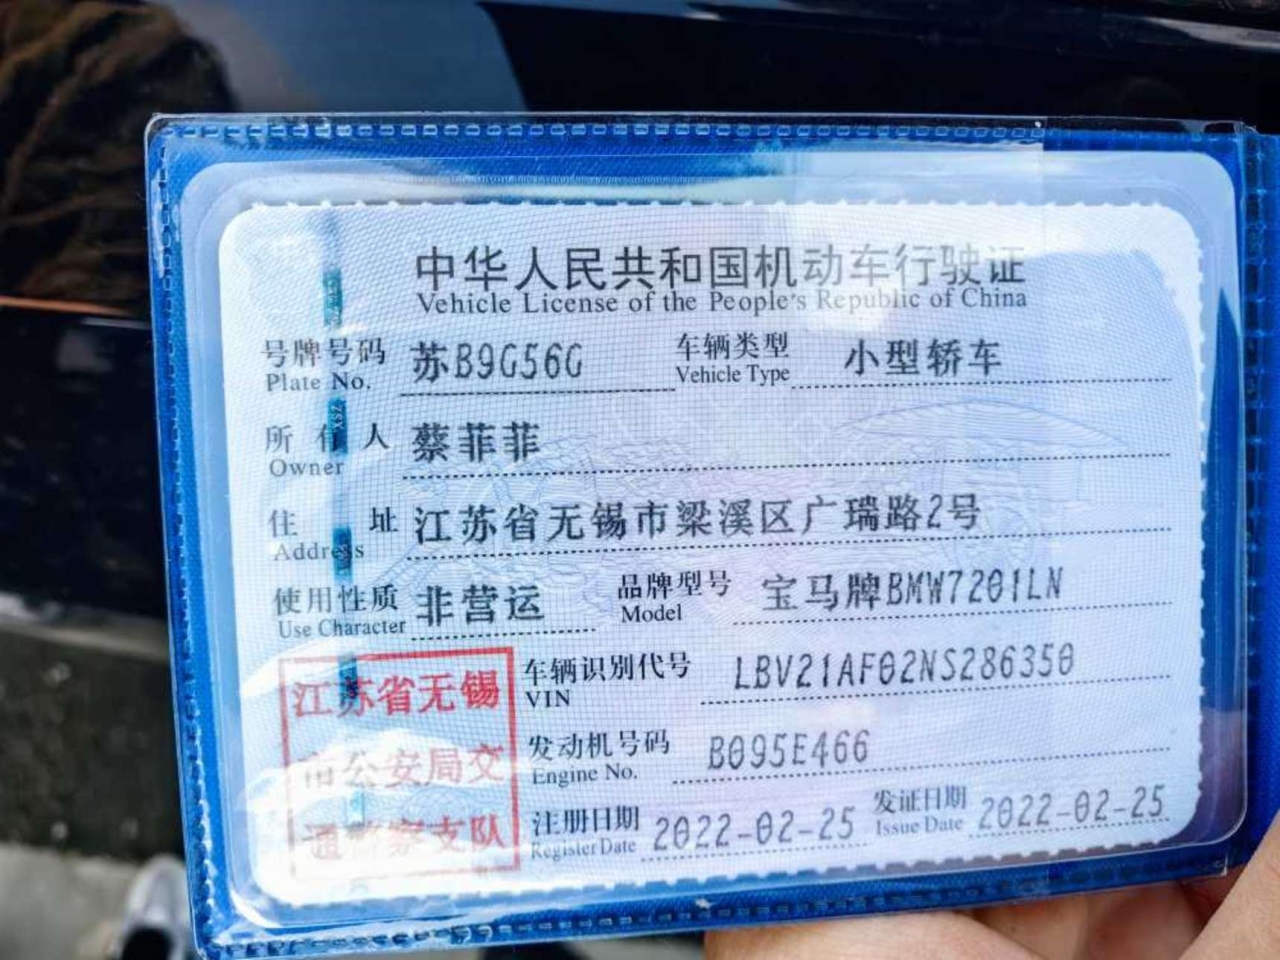 中华人民共和国机动车行驶证
Vehicle License of the People's Republic of China
号牌号码 苏B9G56G 车辆类型 小型轿车
Plate No. Vehicle Type
所有人 蔡菲菲
Owner
住址 江苏省无锡市梁溪区广瑞路2号
Address
使用性质 非营运 品牌型号 宝马牌BMW7201LN
Use Character Model
江苏省无锡 车辆识别代号 LBV21AF02NS286350
VIN
市公安局交 发动机号码 B095E466
Engine No.
通警察支队 注册日期 2022-02-25 发证日期 2022-02-25
Register Date Issue Date